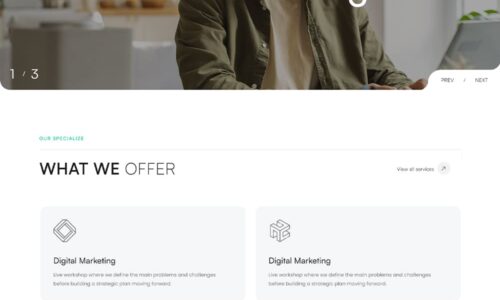 1 / 3
PREV / NEXT
OUR SPECIALIZE
WHAT WE OFFER
View all services
Digital Marketing
Live workshop where we define the main problems and challenges
before building a strategic plan moving forward.
Digital Marketing
Live workshop where we define the main problems and challenges
before building a strategic plan moving forward.